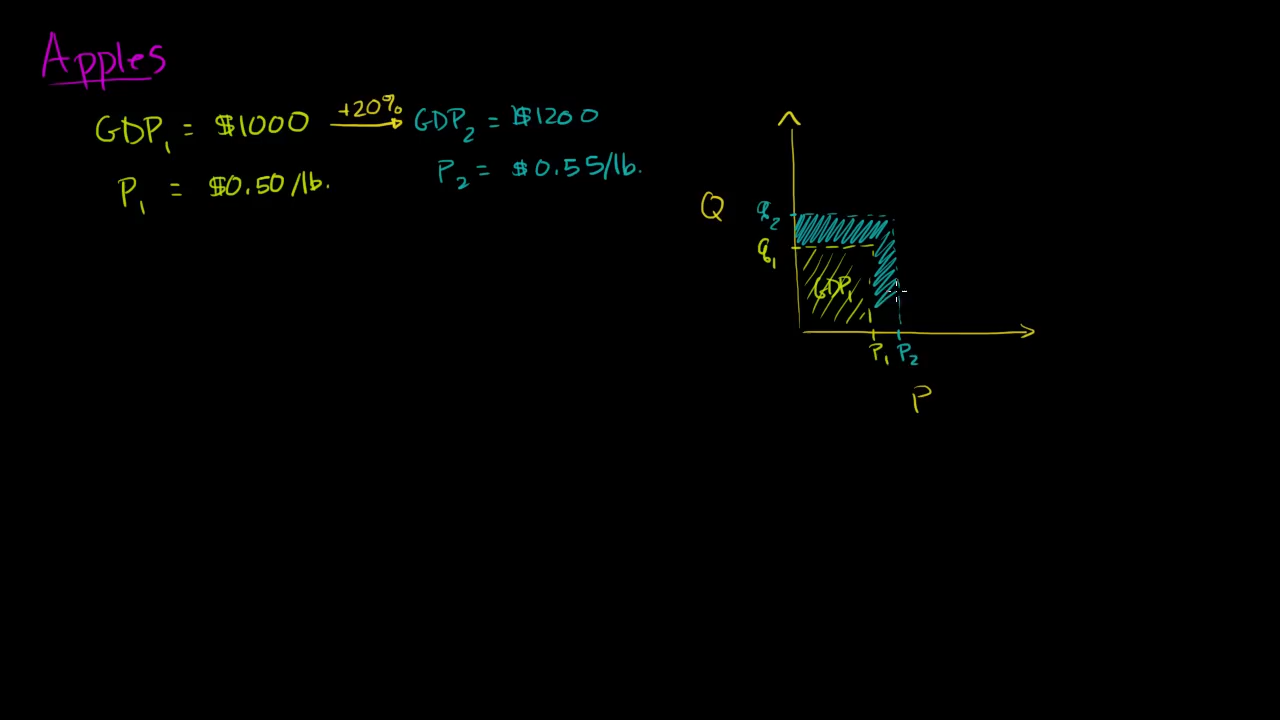 Apples
GDP₁ = $1000 +20% GDP₂ = $1200
P₁ = $0.50/lb. P₂ = $0.55/lb.
Q
q₂
q₁
GDP₁
P₁ P₂
P